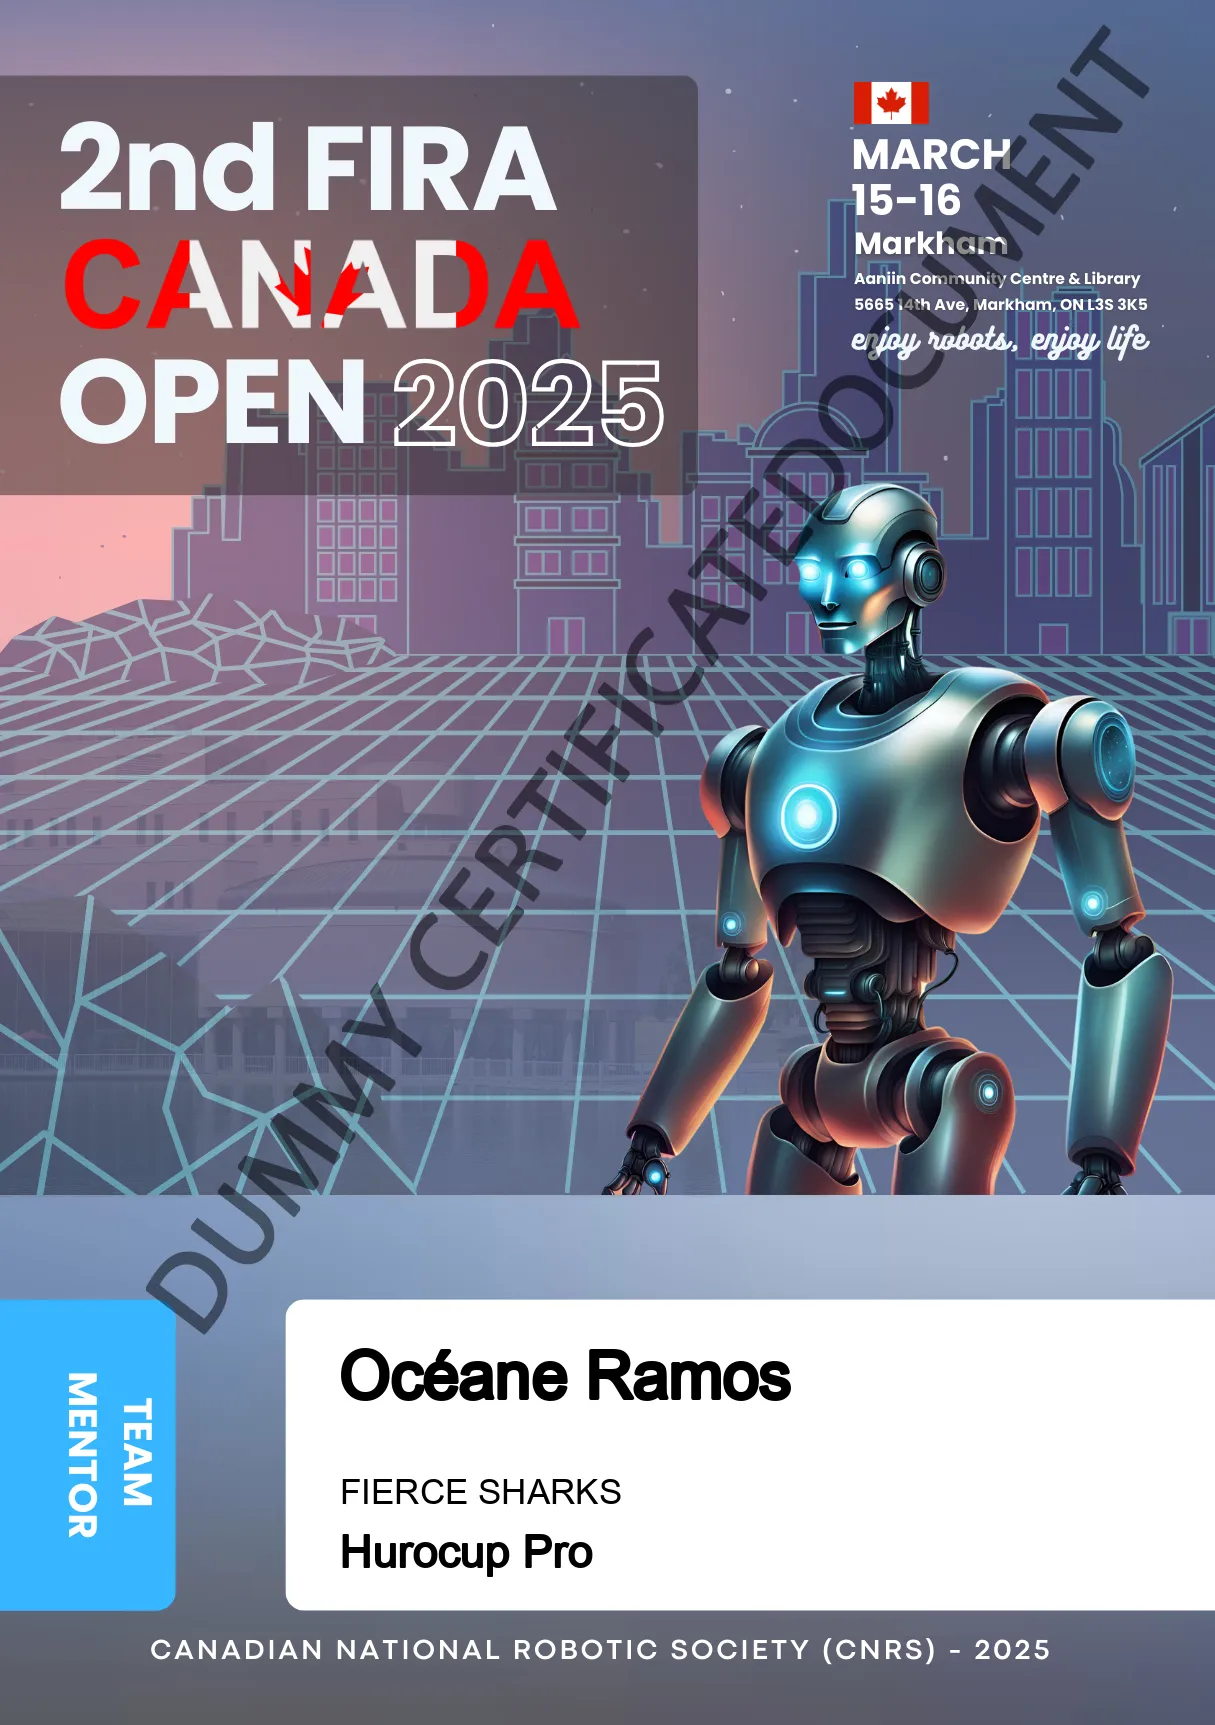 2nd FIRA
CANADA
OPEN 2025
MARCH
15-16
Markham
Aaniin Community Centre & Library
5665 14th Ave, Markham, ON L3S 3K5
enjoy robots, enjoy life
DUMMY CERTIFICATEDOCUMENT
TEAM
MENTOR
Océane Ramos
FIERCE SHARKS
Hurocup Pro
CANADIAN NATIONAL ROBOTIC SOCIETY (CNRS) - 2025